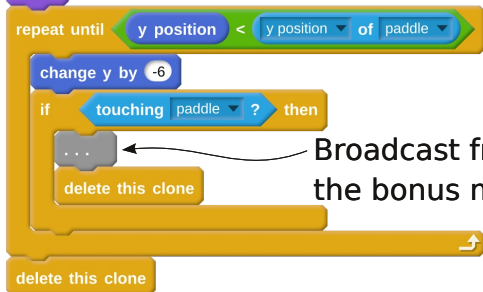 repeat until y position < y position of paddle
change y by -6
if touching paddle ? then
...
Broadcast
delete this clone
the bonus
delete this clone